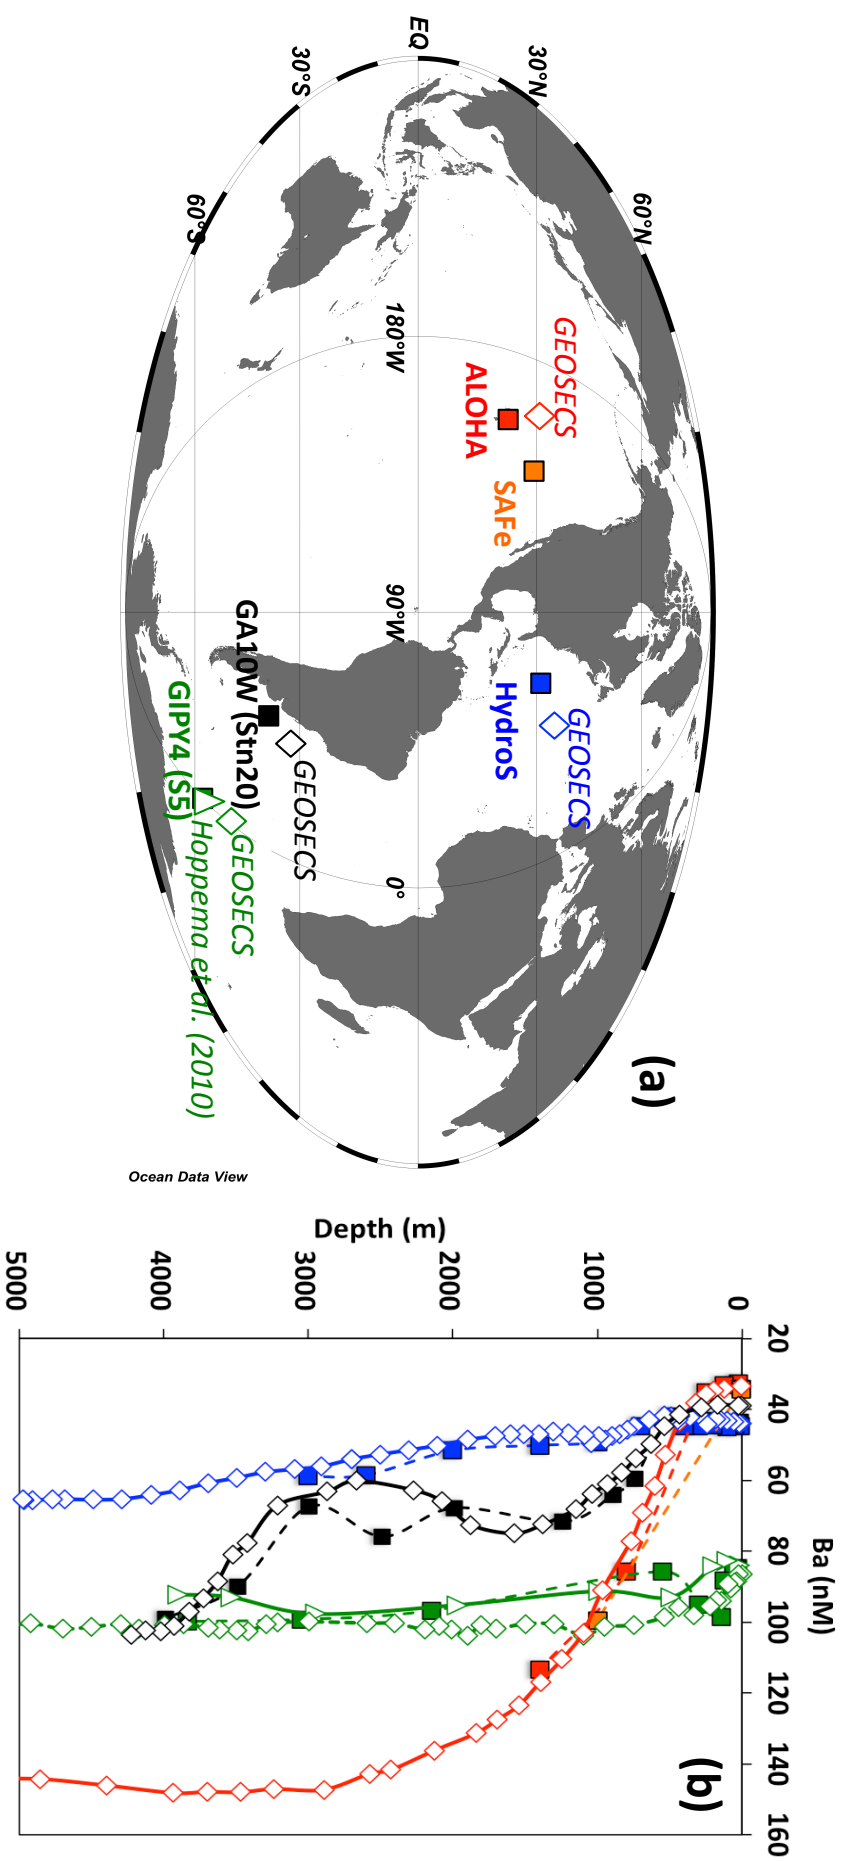 (a)
60°N
30°N
EQ
30°S
60°S
180°W
90°W
0°
GEOSECS
ALOHA
SAFe
GEOSECS
HydroS
GA10W (Stn20)
GEOSECS
GIPY4 (S5)
GEOSECS
Hoppema et al. (2010)
Ocean Data View
(b)
Ba (nM)
20
40
60
80
100
120
140
160
0
1000
2000
3000
4000
5000
Depth (m)